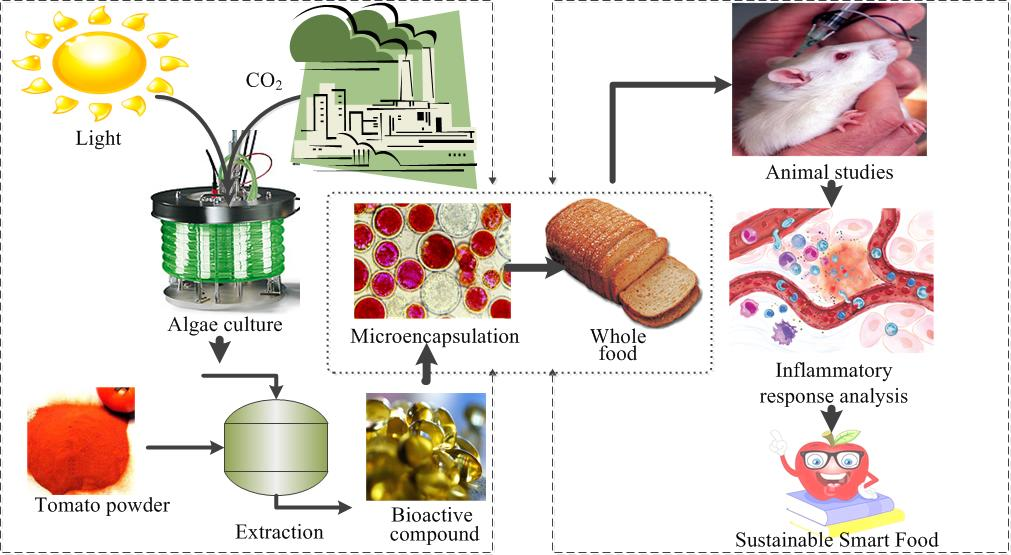 Light
CO₂
Algae culture
Tomato powder
Extraction
Bioactive
compound
Microencapsulation
Whole
food
Animal studies
Inflammatory
response analysis
Sustainable Smart Food